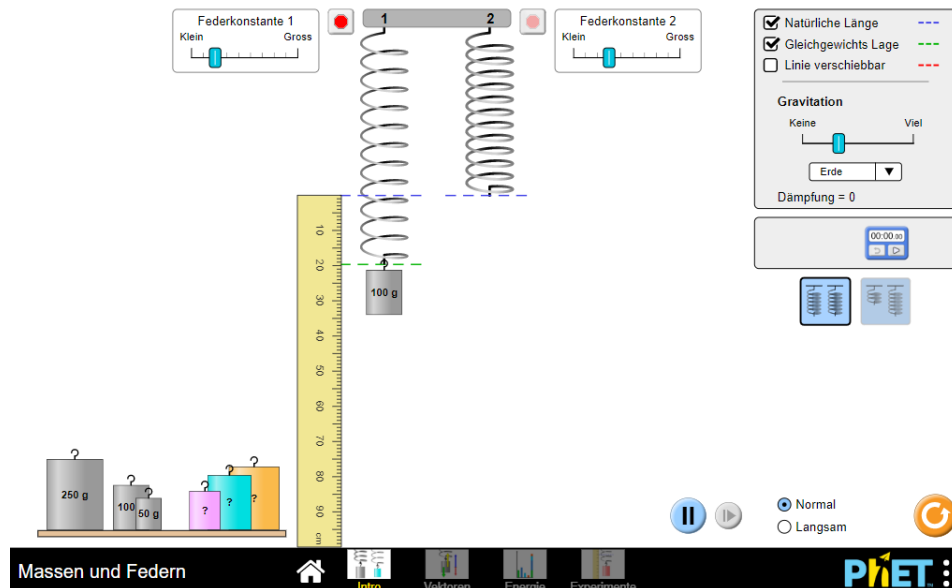 Federkonstante 1
Klein Gross
1 2
Federkonstante 2
Klein Gross
Natürliche Länge
Gleichgewichts Lage
Linie verschiebbar
Gravitation
Keine Viel
Erde
Dämpfung = 0
00:00.00
100 g
10
20
30
40
50
60
70
80
90
cm
250 g
100
50 g
?
?
?
Normal
Langsam
Massen und Federn
Intro
Vektoren
Energie
Experimente
PhET